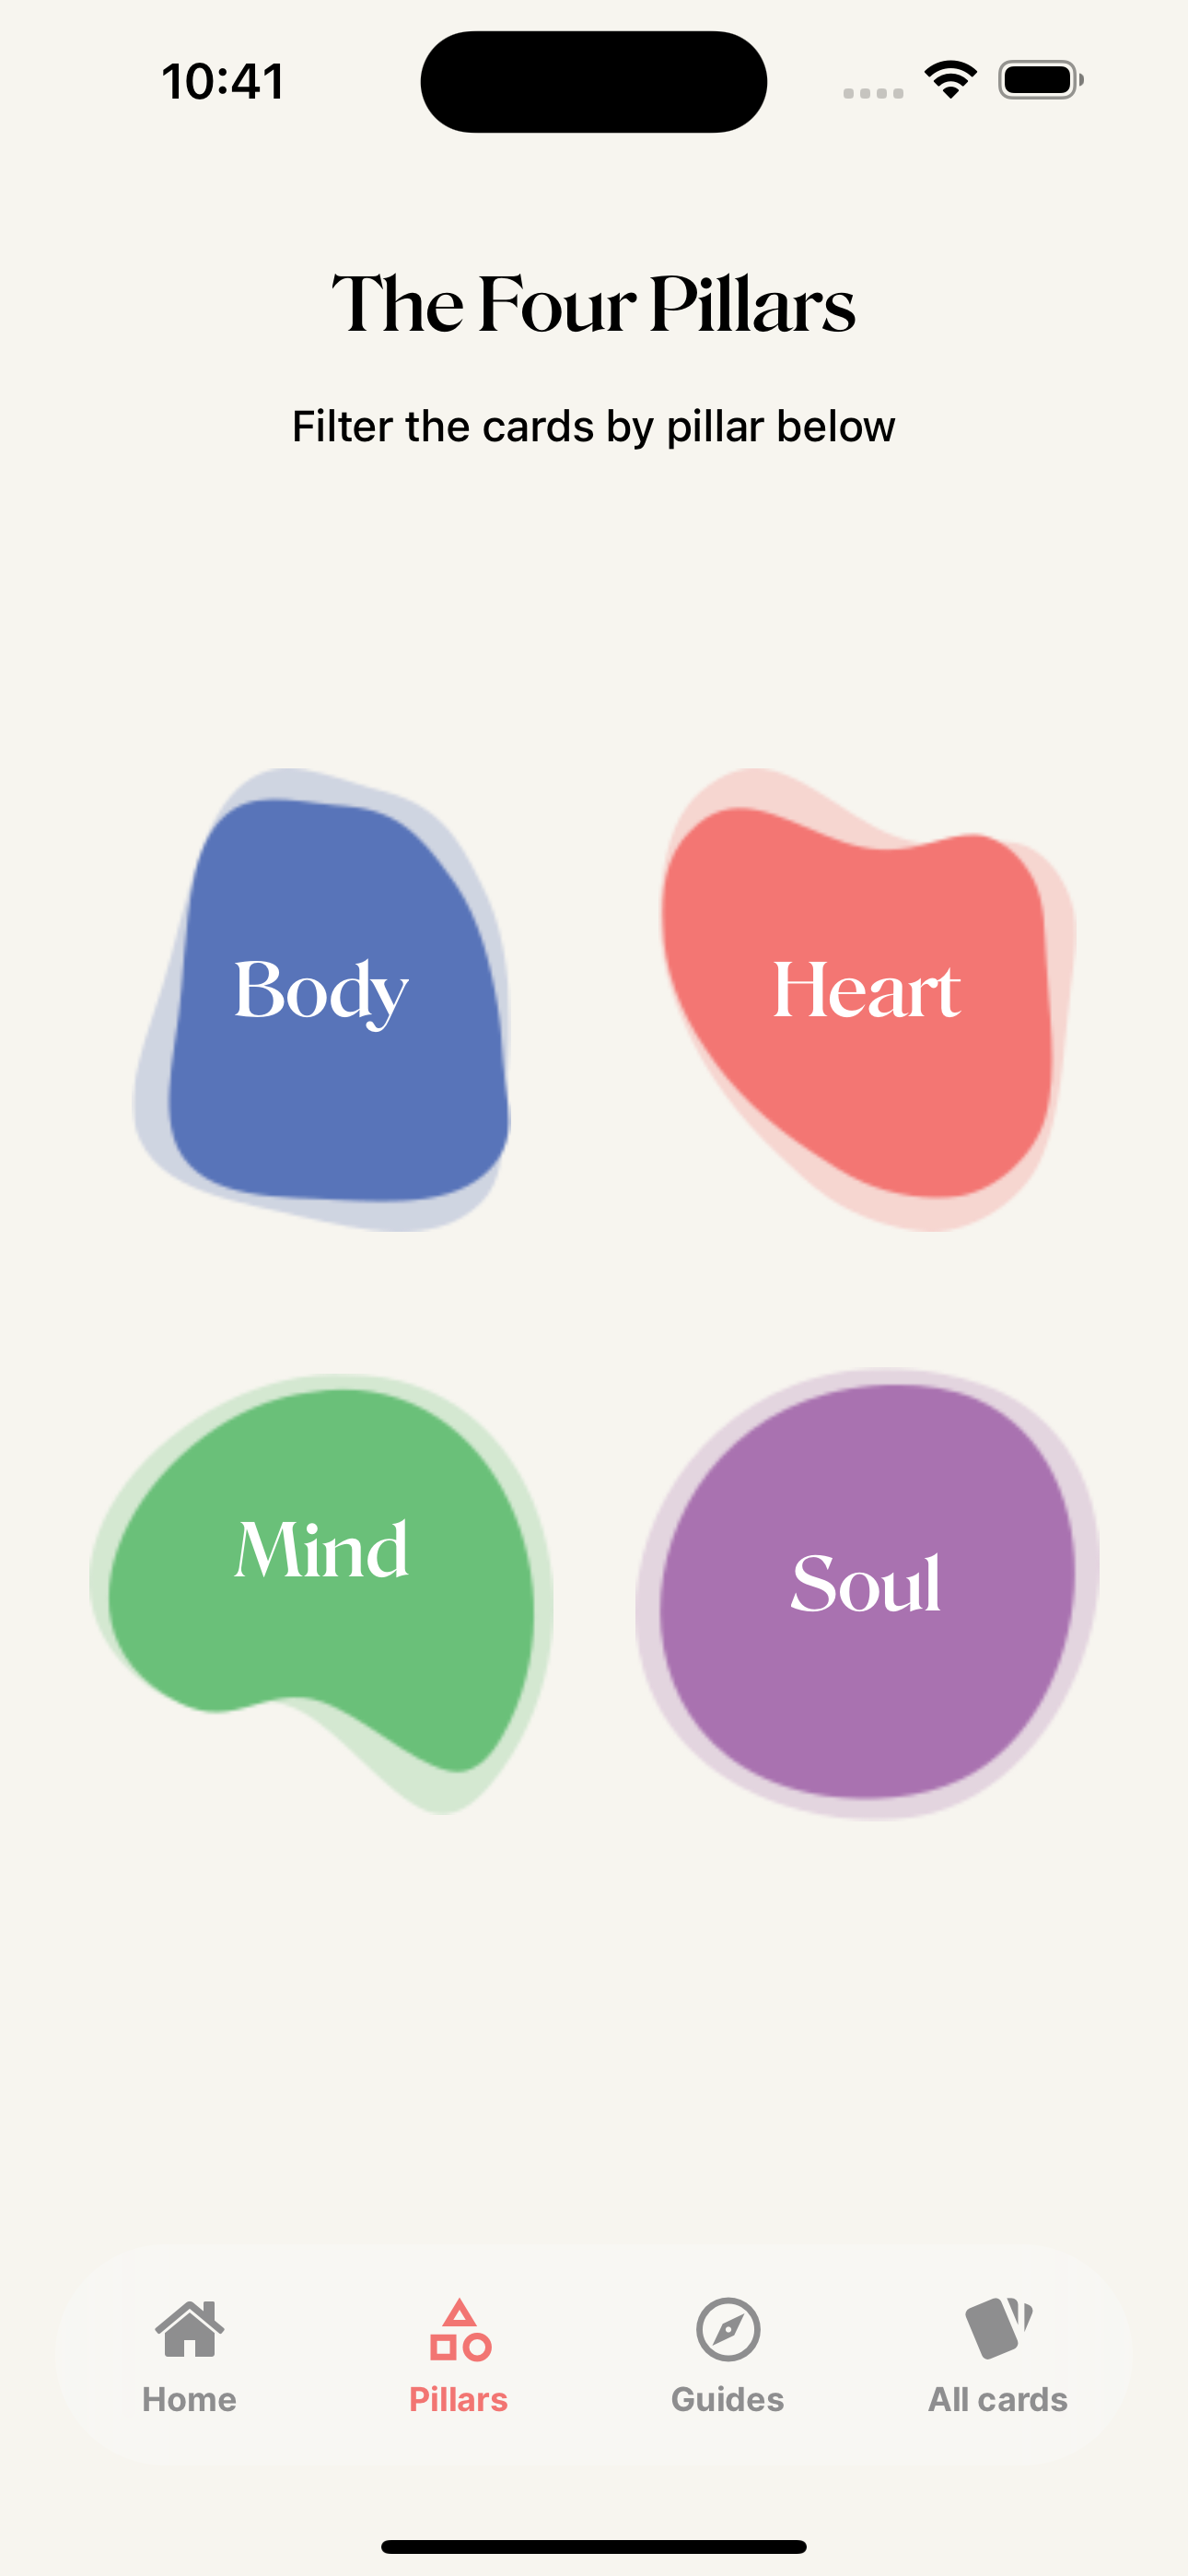 10:41
The Four Pillars
Filter the cards by pillar below
Body
Heart
Mind
Soul
Home
Pillars
Guides
All cards